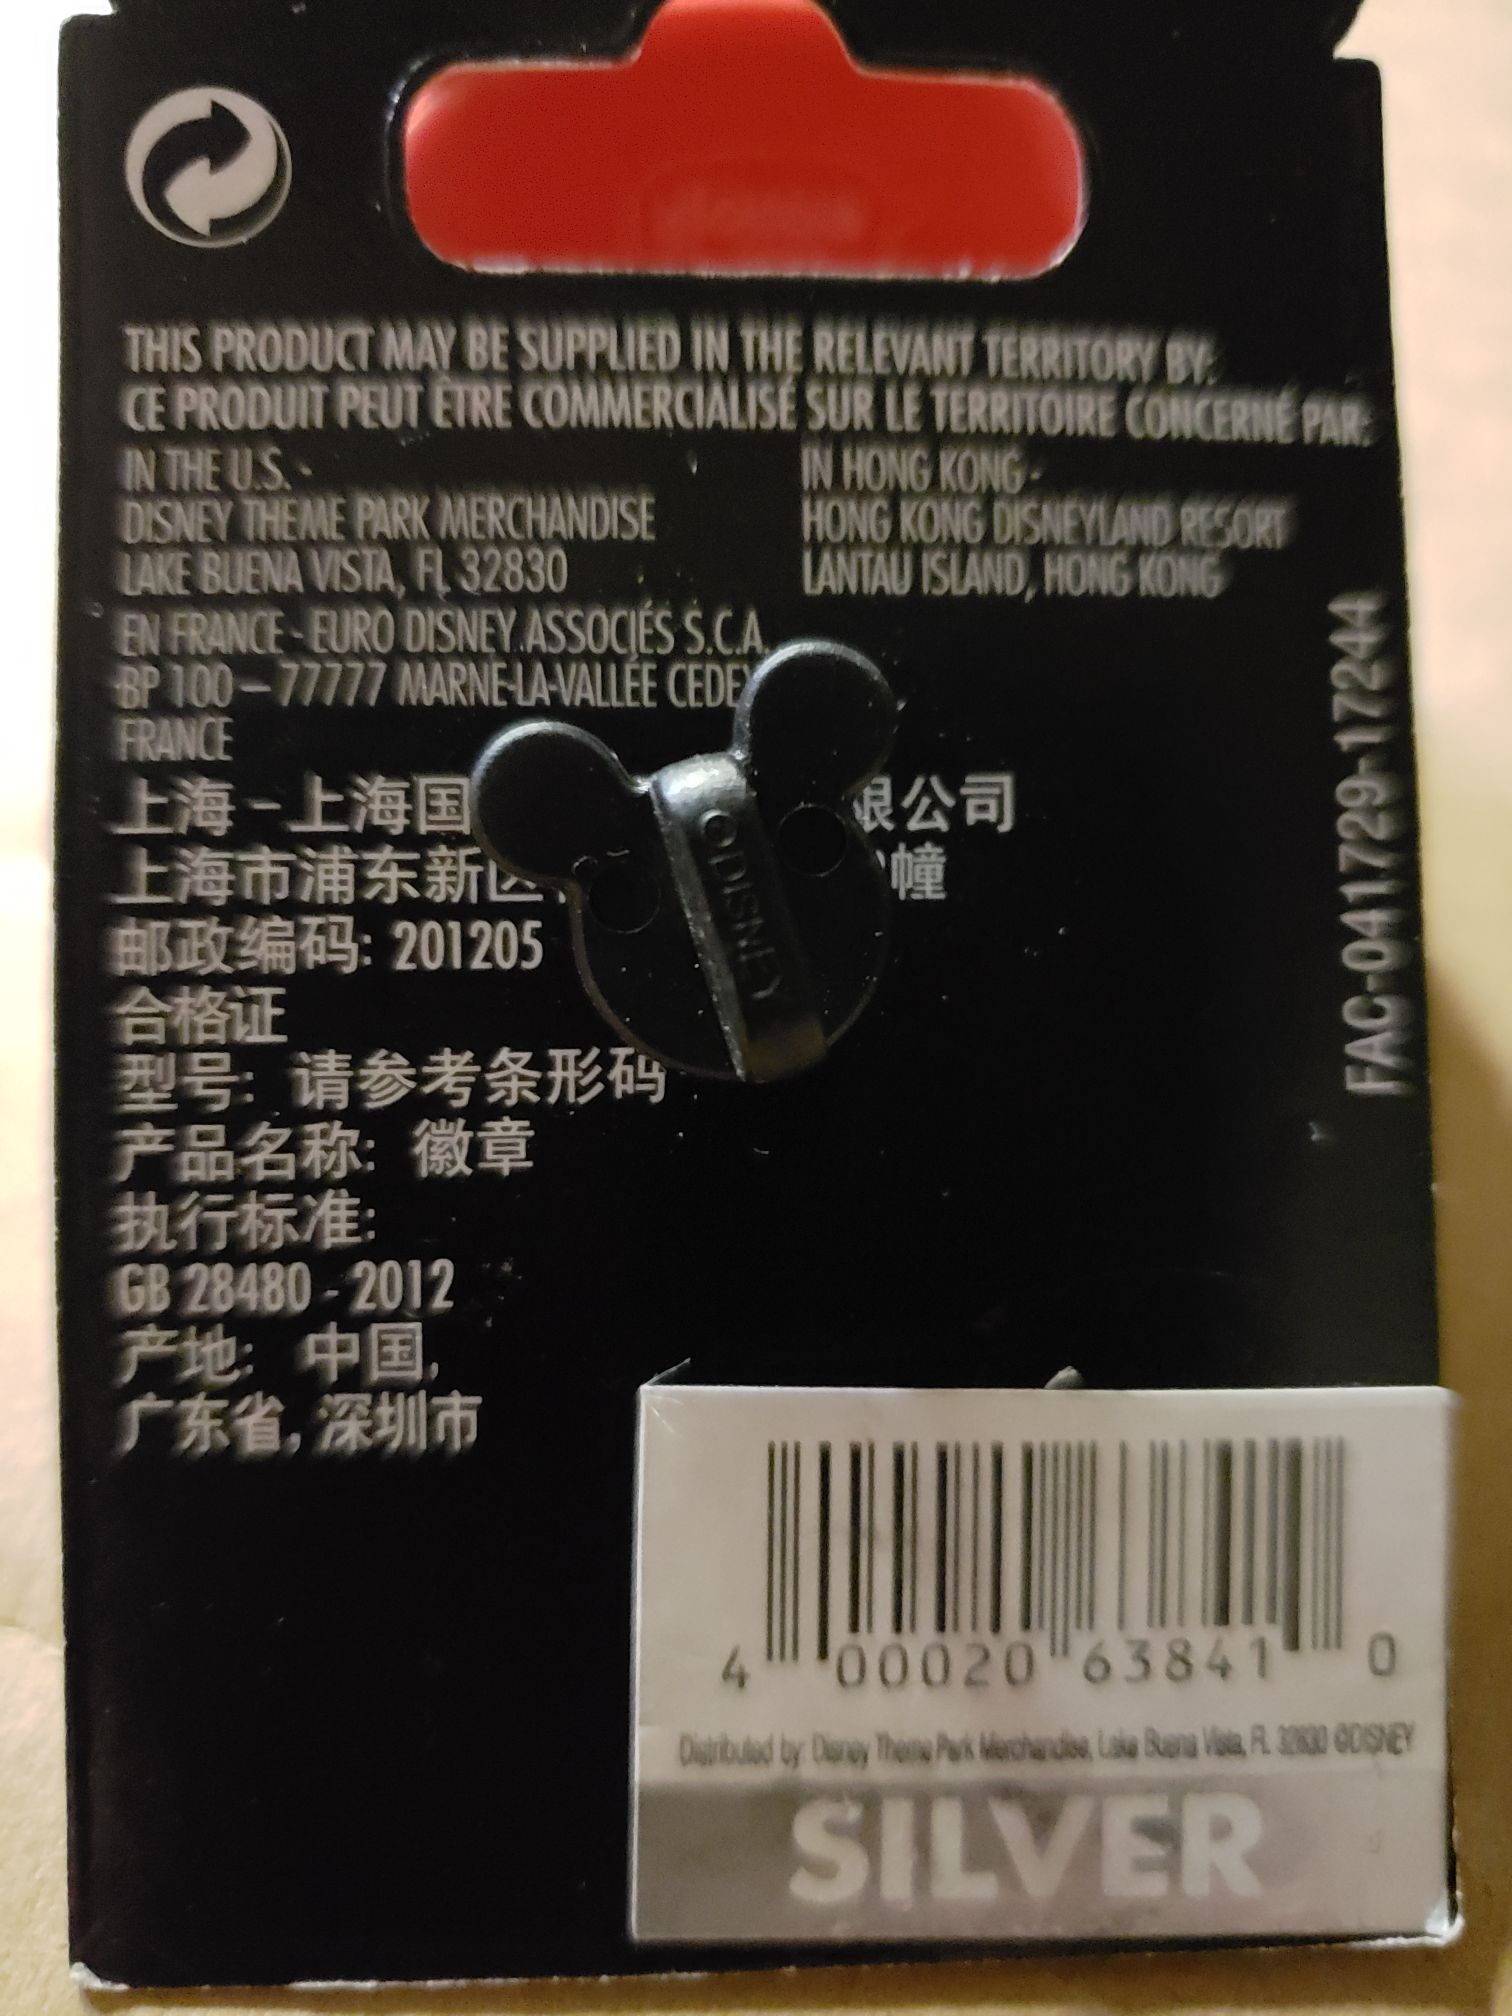 THIS PRODUCT MAY BE SUPPLIED IN THE RELEVANT TERRITORY BY:
CE PRODUIT PEUT ÊTRE COMMERCIALISÉ SUR LE TERRITOIRE CONCERNÉ PAR:
IN THE U.S. -
DISNEY THEME PARK MERCHANDISE
LAKE BUENA VISTA, FL 32830
IN HONG KONG -
HONG KONG DISNEYLAND RESORT
LANTAU ISLAND, HONG KONG
EN FRANCE - EURO DISNEY ASSOCIÉS S.C.A.
BP 100 – 77777 MARNE-LA-VALLÉE CEDEX
FRANCE
上海 - 上海国 限公司
上海市浦东新区 幢
邮政编码: 201205
合格证
型号: 请参考条形码
产品名称: 徽章
执行标准:
GB 28480 - 2012
产地: 中国,
广东省, 深圳市
©DISNEY
FAC-041729-17244
4 00020 63841 0
Distributed by: Disney Theme Park Merchandise, Lake Buena Vista, FL 32830 ©DISNEY
SILVER